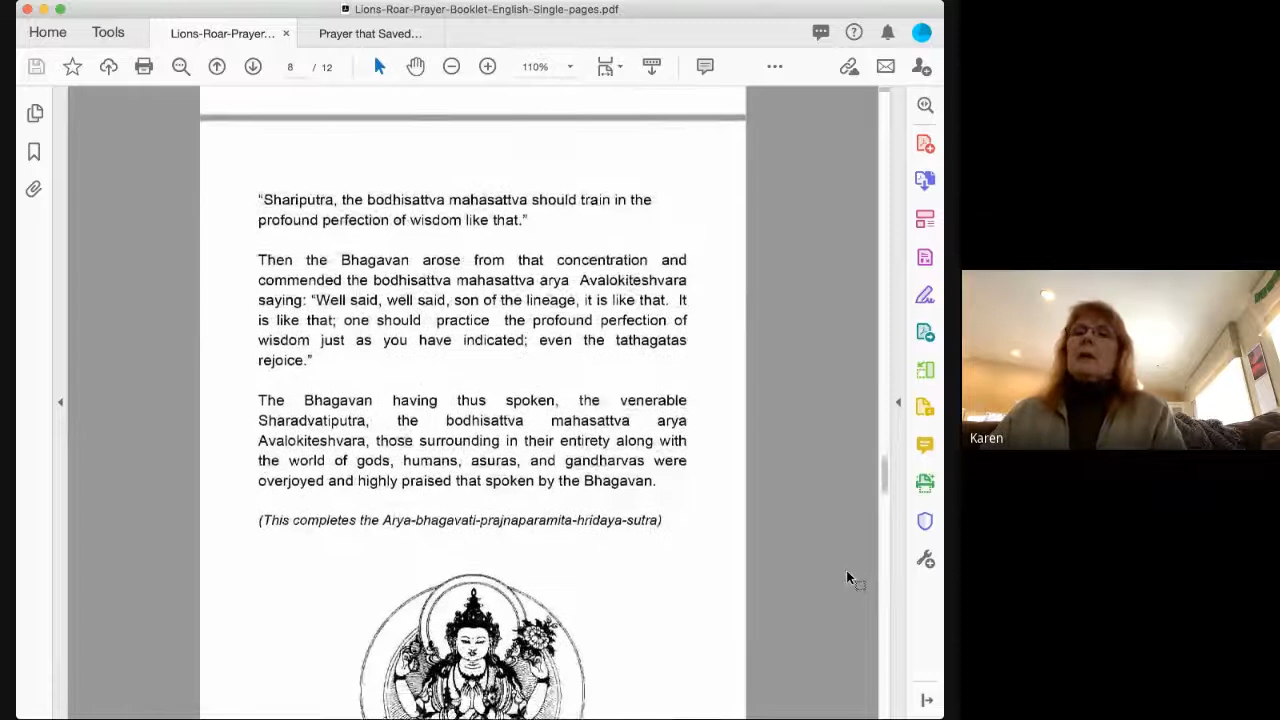 Lions-Roar-Prayer-Booklet-English-Single-pages.pdf
Home
Tools
Lions-Roar-Prayer... ×
Prayer that Saved...
8 / 12
110%
“Shariputra, the bodhisattva mahasattva should train in the
profound perfection of wisdom like that.”
Then the Bhagavan arose from that concentration and
commended the bodhisattva mahasattva arya Avalokiteshvara
saying: “Well said, well said, son of the lineage, it is like that. It
is like that; one should practice the profound perfection of
wisdom just as you have indicated; even the tathagatas
rejoice.”
The Bhagavan having thus spoken, the venerable
Sharadvatiputra, the bodhisattva mahasattva arya
Avalokiteshvara, those surrounding in their entirety along with
the world of gods, humans, asuras, and gandharvas were
overjoyed and highly praised that spoken by the Bhagavan.
(This completes the Arya-bhagavati-prajnaparamita-hridaya-sutra)
Karen